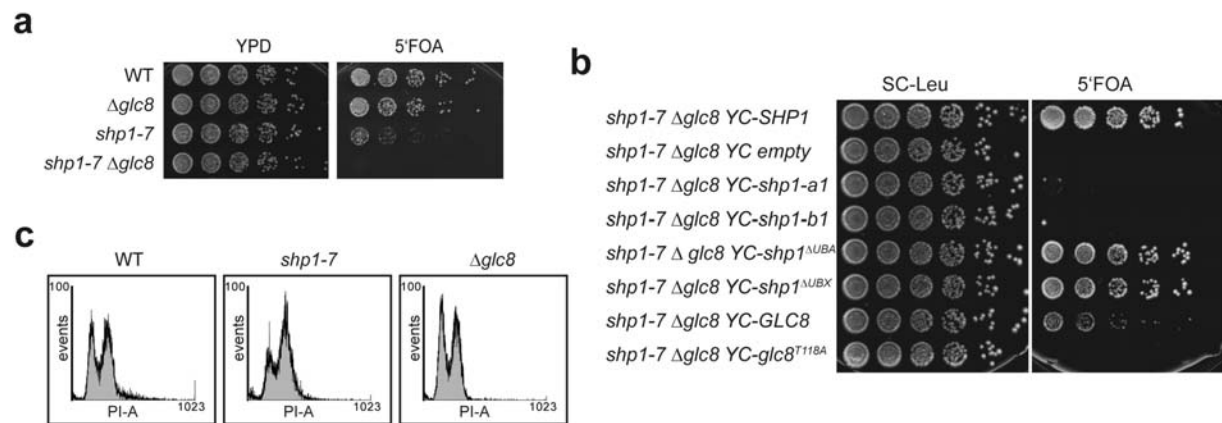 a
YPD
5'FOA
WT
Δglc8
shp1-7
shp1-7 Δglc8
b
SC-Leu
5'FOA
shp1-7 Δglc8 YC-SHP1
shp1-7 Δglc8 YC empty
shp1-7 Δglc8 YC-shp1-a1
shp1-7 Δglc8 YC-shp1-b1
shp1-7 Δ glc8 YC-shp1ΔUBA
shp1-7 Δglc8 YC-shp1ΔUBX
shp1-7 Δglc8 YC-GLC8
shp1-7 Δglc8 YC-glc8T118A
c
WT
shp1-7
Δglc8
100
events
PI-A
1023
100
events
PI-A
1023
100
events
PI-A
1023